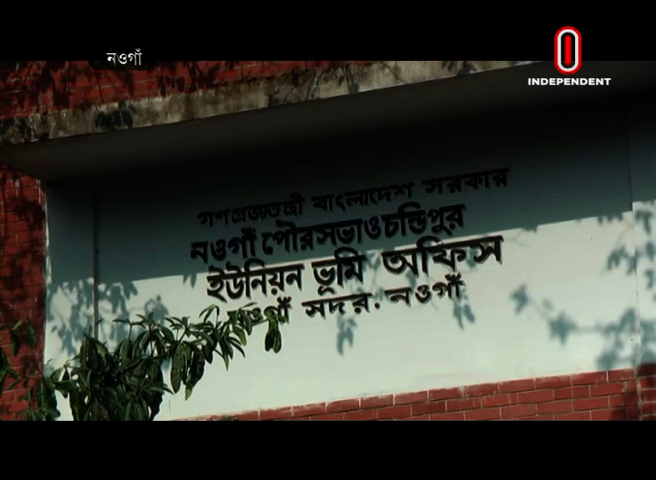 নওগাঁ
INDEPENDENT
গণপ্রজাতন্ত্রী বাংলাদেশ সরকার
নওগাঁ পৌরসভা ও চন্ডিপুর
ইউনিয়ন ভূমি অফিস
নওগাঁ সদর, নওগাঁ